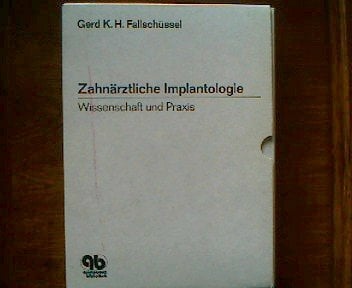 Gerd K. H. Fallschüssel
Zahnärztliche Implantologie
Wissenschaft und Praxis